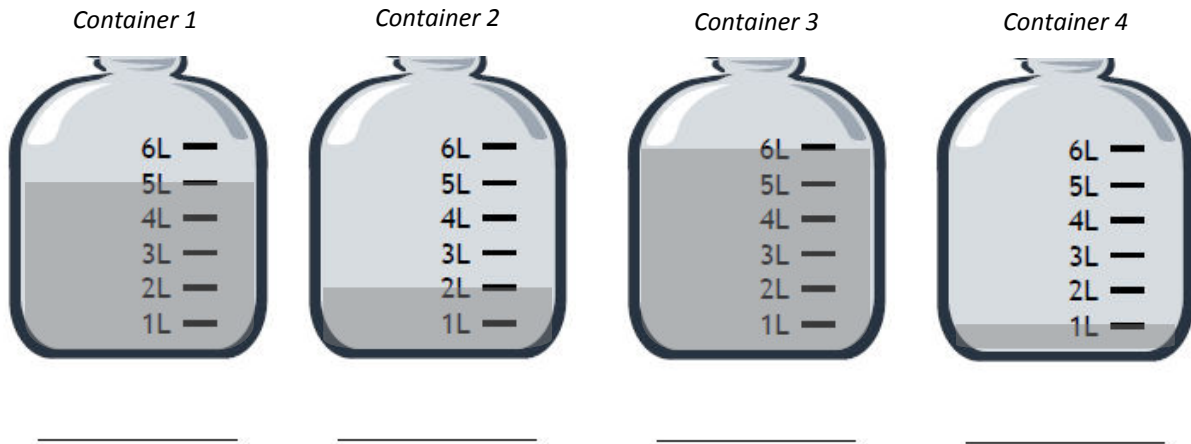 Container 1 Container 2 Container 3 Container 4
6L 6L 6L 6L
5L 5L 5L 5L
4L 4L 4L 4L
3L 3L 3L 3L
2L 2L 2L 2L
1L 1L 1L 1L